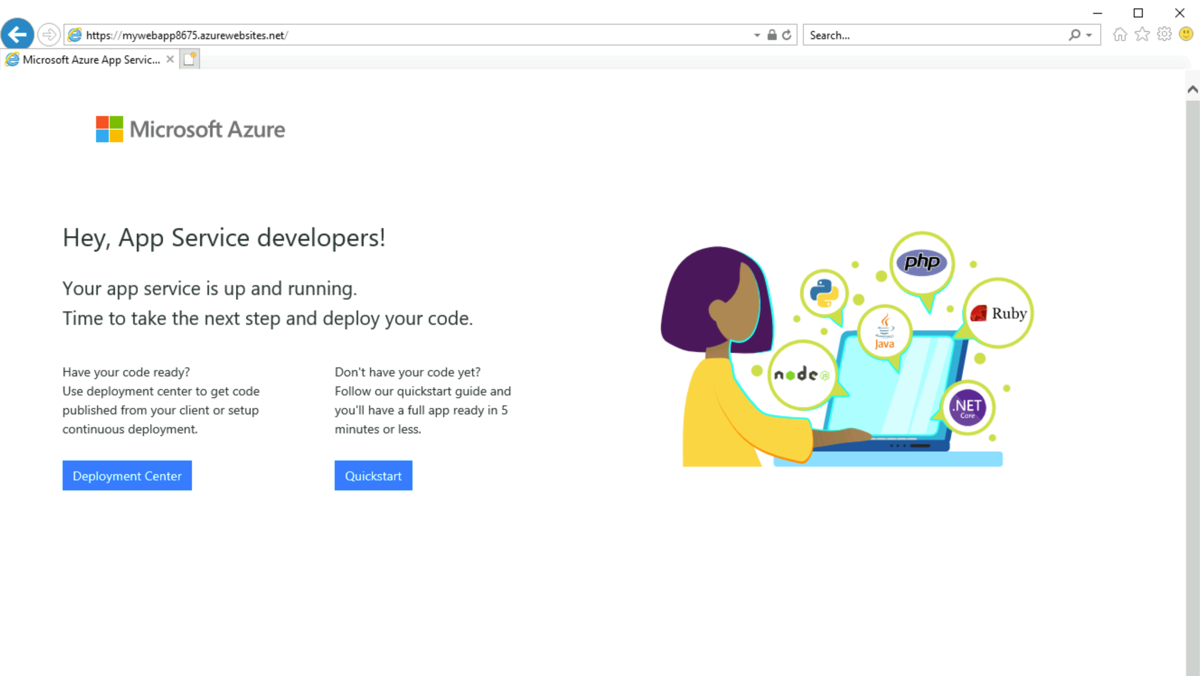 https://mywebapp8675.azurewebsites.net/
Search...
Microsoft Azure App Servic...
Microsoft Azure
Hey, App Service developers!
Your app service is up and running.
Time to take the next step and deploy your code.
Have your code ready?
Use deployment center to get code
published from your client or setup
continuous deployment.
Deployment Center
Don't have your code yet?
Follow our quickstart guide and
you'll have a full app ready in 5
minutes or less.
Quickstart
php
Ruby
Java
node
.NET
Core